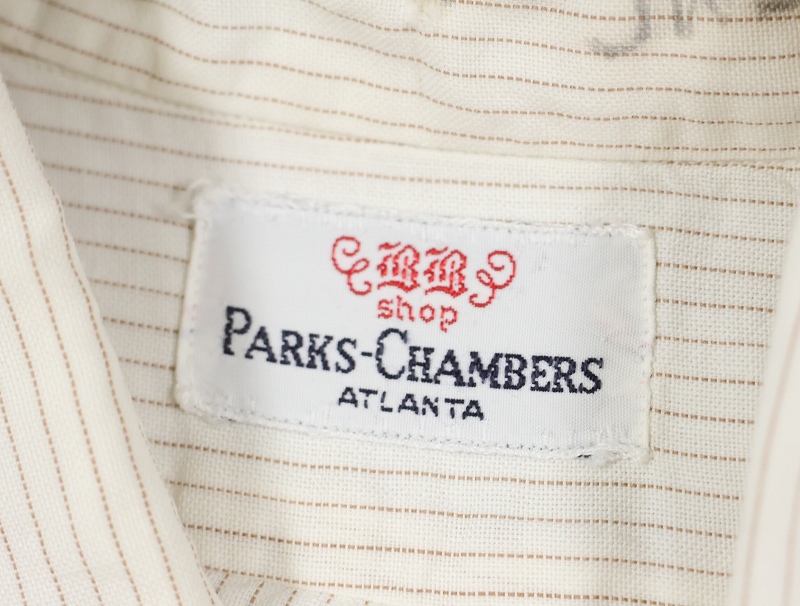 BB
shop
PARKS-CHAMBERS
ATLANTA